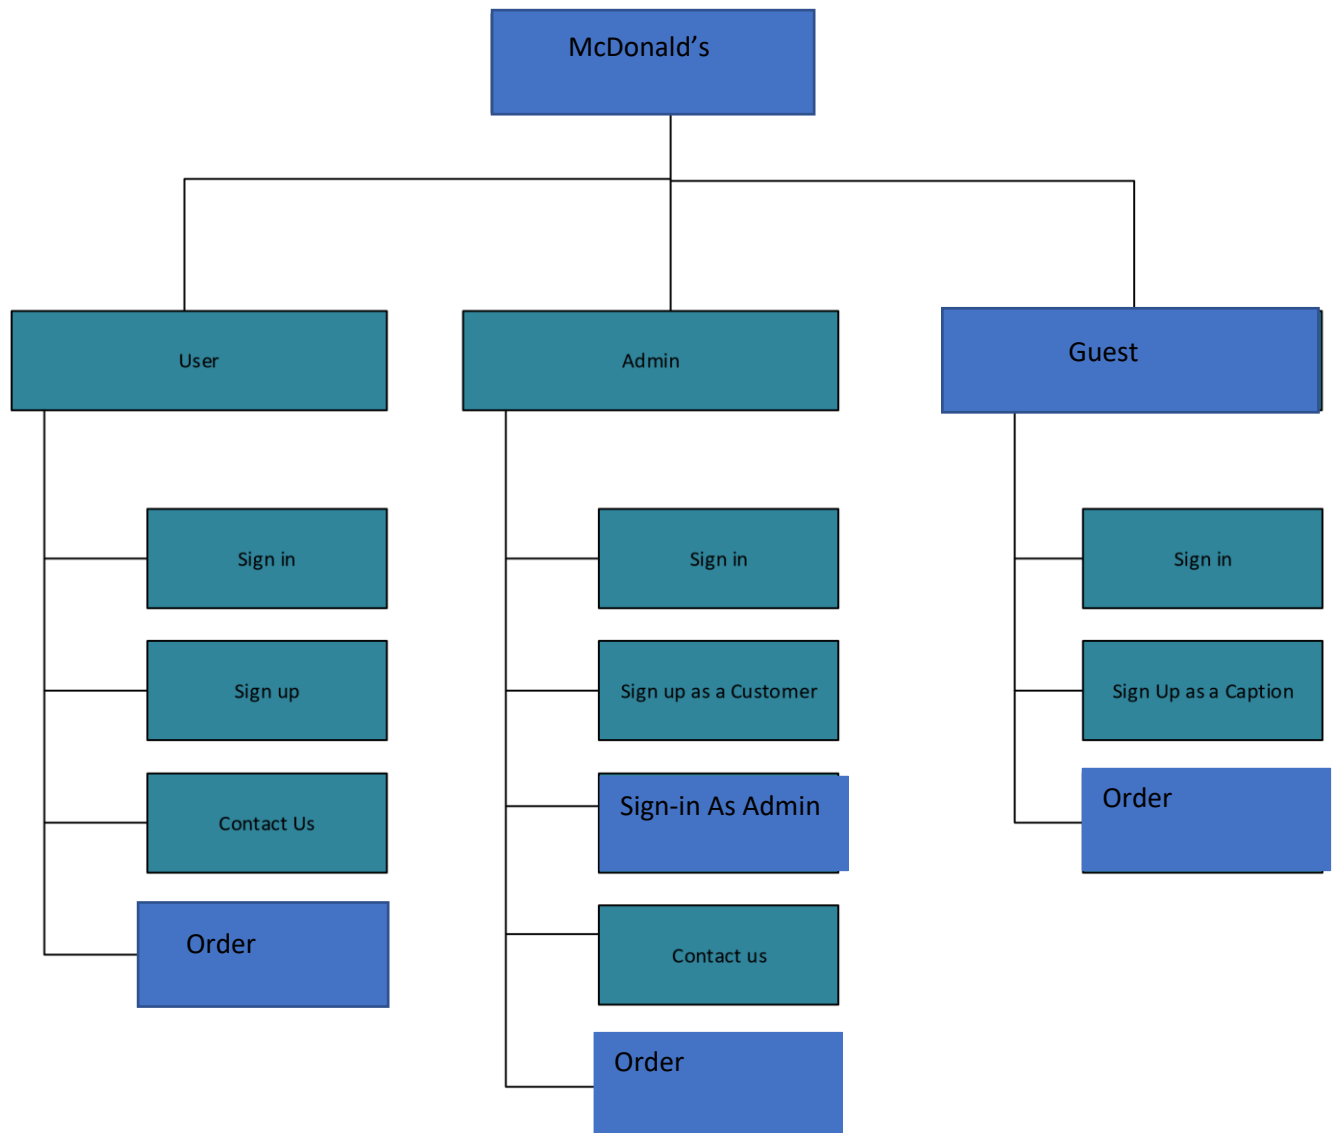 McDonald’s
User
Admin
Guest
Sign in
Sign up
Contact Us
Order
Sign in
Sign up as a Customer
Sign-in As Admin
Contact us
Order
Sign in
Sign Up as a Caption
Order